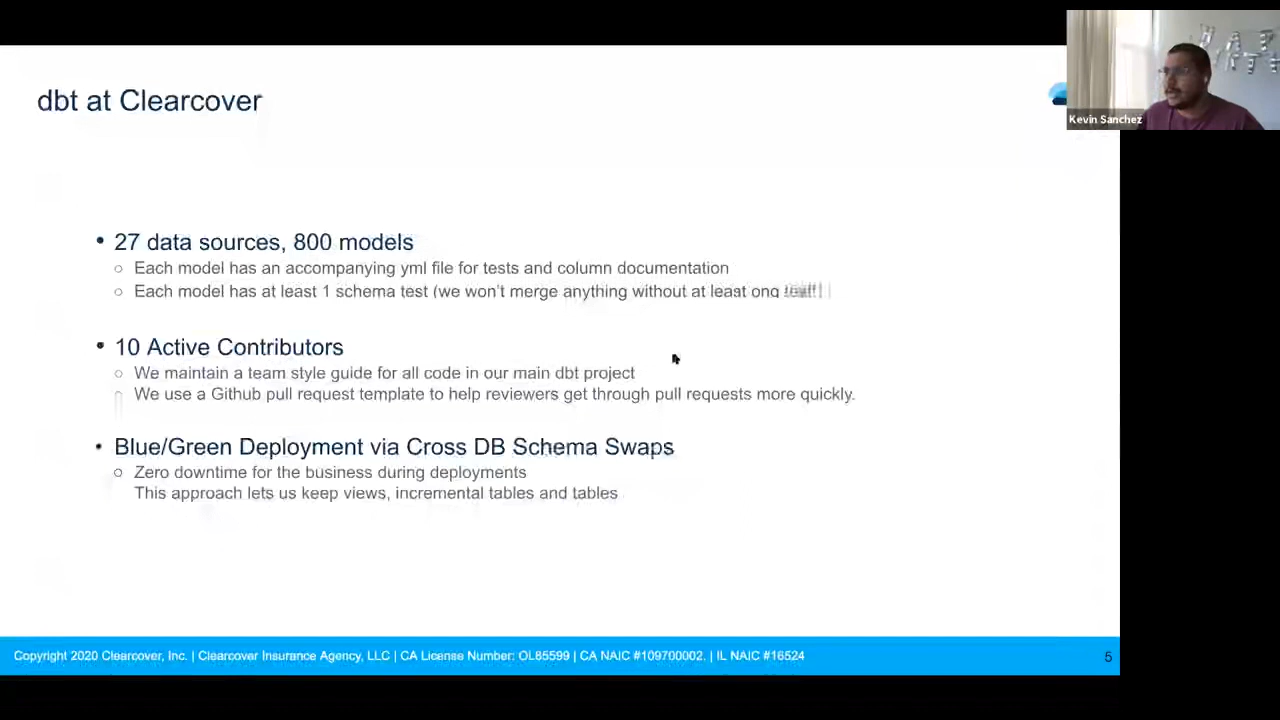 dbt at Clearcover
Kevin Sanchez
• 27 data sources, 800 models
○ Each model has an accompanying yml file for tests and column documentation
○ Each model has at least 1 schema test (we won't merge anything without at least one
• 10 Active Contributors
○ We maintain a team style guide for all code in our main dbt project
○ We use a Github pull request template to help reviewers get through pull requests more quickly.
• Blue/Green Deployment via Cross DB Schema Swaps
○ Zero downtime for the business during deployments
This approach lets us keep views, incremental tables and tables
Copyright 2020 Clearcover, Inc. | Clearcover Insurance Agency, LLC | CA License Number: OL85599 | CA NAIC #109700002. | IL NAIC #16524
5